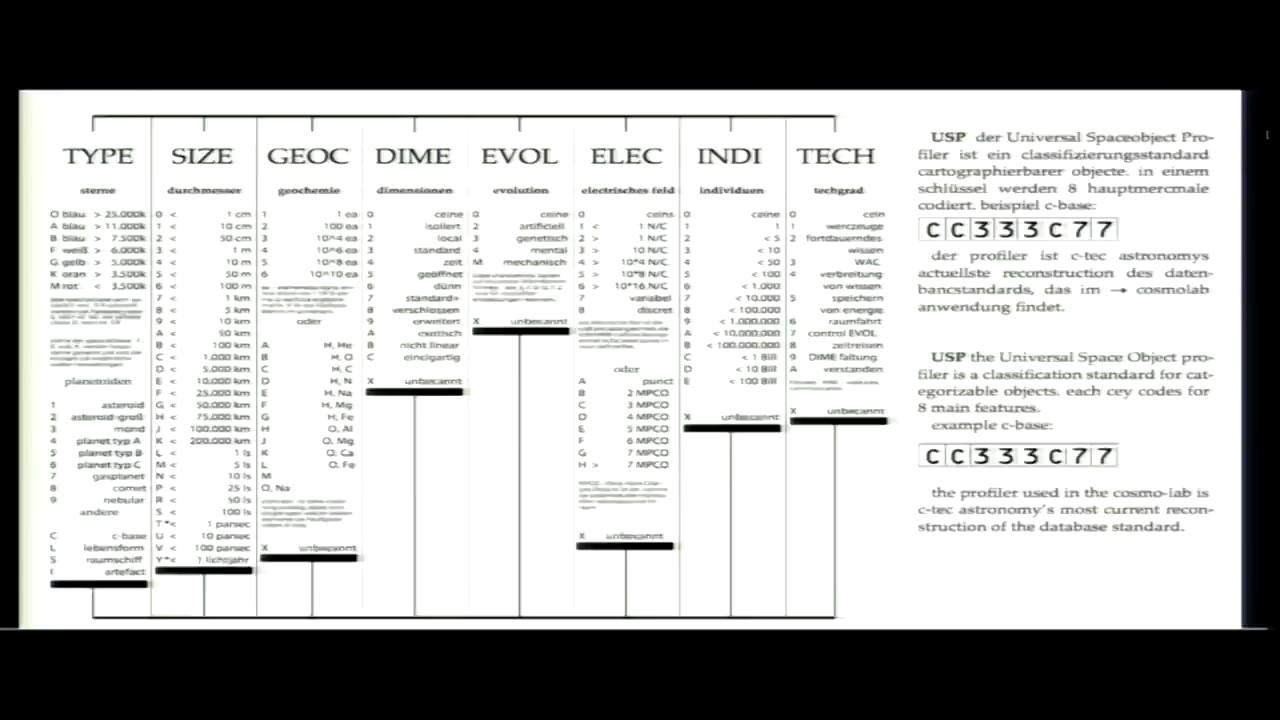 TYPE
sterne
O blau > 25.000k
A blau > 11.000k
B blau > 7.500k
F weiß > 6.000k
G gelb > 5.000k
K oran > 3.500k
M rot < 3.500k
planetoiden
1 asteroid
2 asteroid-groß
3 mond
4 planet typ A
5 planet typ B
6 planet typ C
7 gasplanet
8 comet
9 nebular
andere
C c-base
L lebensform
S raumschiff
artefact
SIZE
durchmesser
0 < 1 cm
1 < 10 cm
2 < 50 cm
3 < 1 m
4 < 10 m
5 < 50 m
6 < 100 m
7 < 1 km
8 < 5 km
9 < 10 km
A < 50 km
B < 100 km
C < 1.000 km
D < 5.000 km
E < 10.000 km
F < 25.000 km
G < 50.000 km
H < 75.000 km
J < 100.000 km
K < 200.000 km
L < 1 ls
M < 5 ls
N < 10 ls
P < 25 ls
R < 50 ls
S < 100 ls
T*< 1 parsec
U < 10 parsec
V < 100 parsec
Y*< 1 lichtjahr
GEOC
geochemie
1 1 ea
2 100 ea
3 10^4 ea
4 10^6 ea
5 10^8 ea
6 10^10 ea
oder
A H, He
B H, O
C H, C
D H, N
E H, Na
F H, Mg
G H, Fe
H O, Al
J O, Mg
K O, Ca
L O, Fe
M
O, Na
X unbecannt
DIME
dimensionen
0 ceine
1 isoliert
2 local
3 standard
4 zeit
5 geöffnet
6 dünn
7 standard+
8 verschlossen
9 erweitert
A exotisch
B nicht linear
C eincigartig
X unbecannt
EVOL
evolution
0 ceine
2 artificiell
3 genetisch
4 mental
M mechanisch
X unbecannt
ELEC
electrisches feld
0 ceins
1 < 1 N/C
2 > 1 N/C
3 > 10 N/C
4 > 10^4 N/C
5 > 10^8 N/C
6 > 10^16 N/C
7 variabel
8 discret
oder
A punct
B 2 MPCO
C 3 MPCO
D 4 MPCO
E 5 MPCO
F 6 MPCO
G 7 MPCO
H > 7 MPCO
X unbecannt
INDI
individuen
0 ceine
1 1
2 < 5
3 < 10
4 < 50
5 < 100
6 < 1.000
7 < 10.000
8 < 100.000
9 < 1.000.000
A < 10.000.000
B < 100.000.000
C < 1 Bill
D < 10 Bill
E < 100 Bill
X unbecannt
TECH
techgrad
0 cein
1 werczeuge
2 fortdauerndes
wissen
3 WAC
4 verbreitung
von wissen
5 speichern
von energie
6 raumfahrt
7 control EVOL
8 zeitreisen
9 DIME faltung
A verstanden
X unbecannt
USP der Universal Spaceobject Pro-
filer ist ein classifizierungsstandard
cartographierbarer objecte. in einem
schlüssel werden 8 hauptmercmale
codiert. beispiel c-base:
CC333C77
der profiler ist c-tec astronomys
actuellste reconstruction des daten-
bancstandards, das im → cosmolab
anwendung findet.
USP the Universal Space Object pro-
filer is a classification standard for cat-
egorizable objects. each cey codes for
8 main features.
example c-base:
CC333C77
the profiler used in the cosmo-lab is
c-tec astronomy's most current recon-
struction of the database standard.